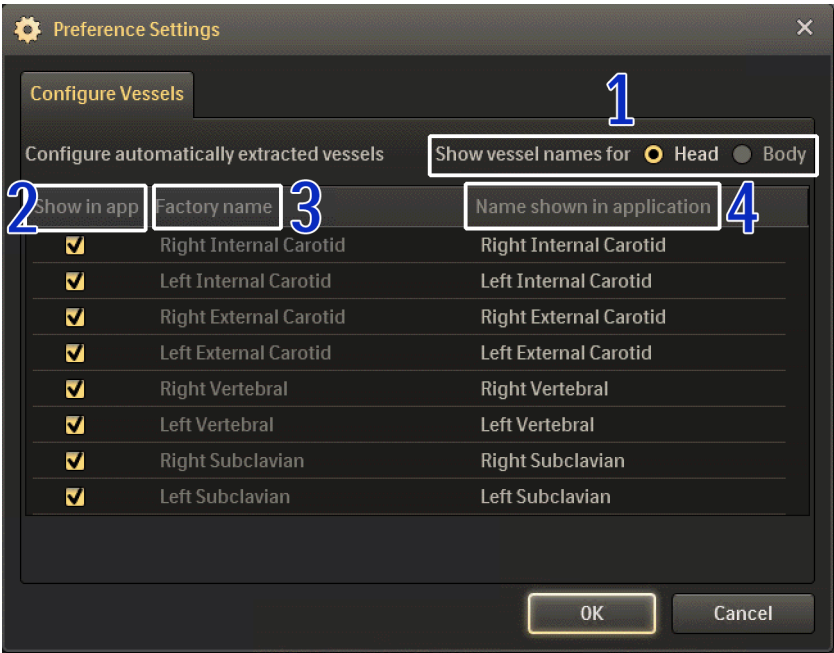 Preference Settings
Configure Vessels
1
Configure automatically extracted vessels Show vessel names for Head Body
2 Show in app Factory name 3 Name shown in application 4
Right Internal Carotid Right Internal Carotid
Left Internal Carotid Left Internal Carotid
Right External Carotid Right External Carotid
Left External Carotid Left External Carotid
Right Vertebral Right Vertebral
Left Vertebral Left Vertebral
Right Subclavian Right Subclavian
Left Subclavian Left Subclavian
OK Cancel